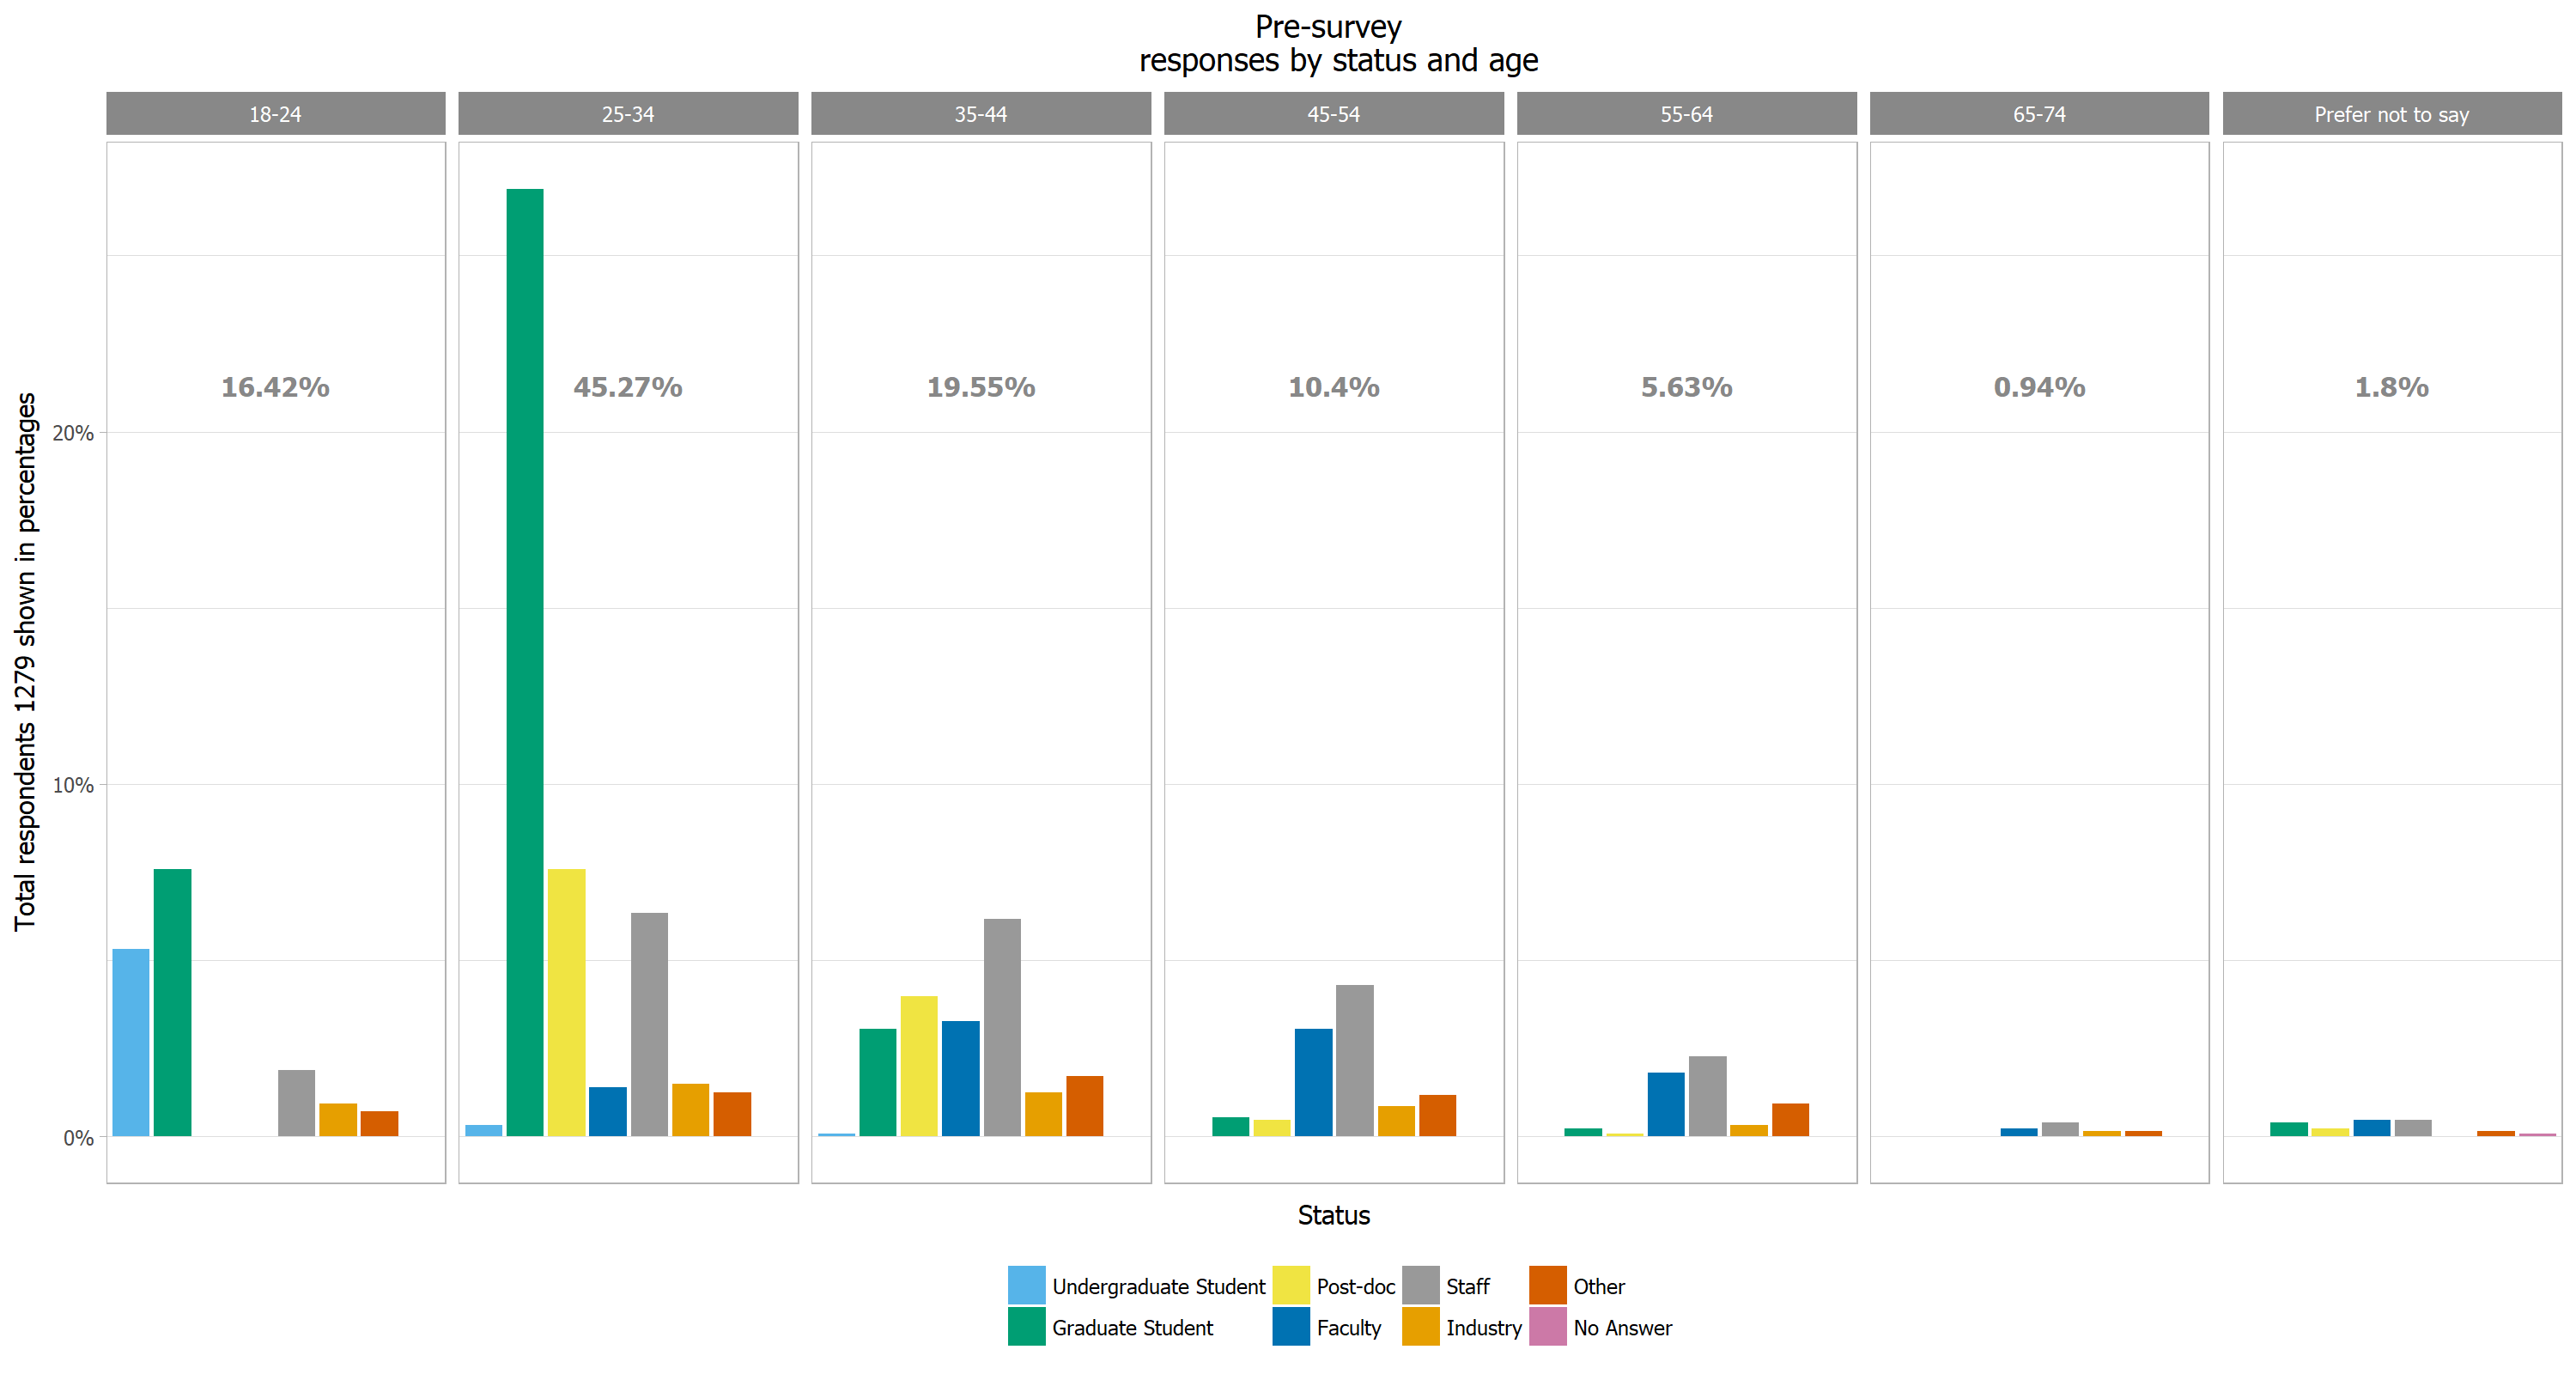 Pre-survey
responses by status and age
18-24
25-34
35-44
45-54
55-64
65-74
Prefer not to say
16.42%
45.27%
19.55%
10.4%
5.63%
0.94%
1.8%
Total respondents 1279 shown in percentages
20%
10%
0%
Status
Undergraduate Student
Post-doc
Staff
Other
Graduate Student
Faculty
Industry
No Answer